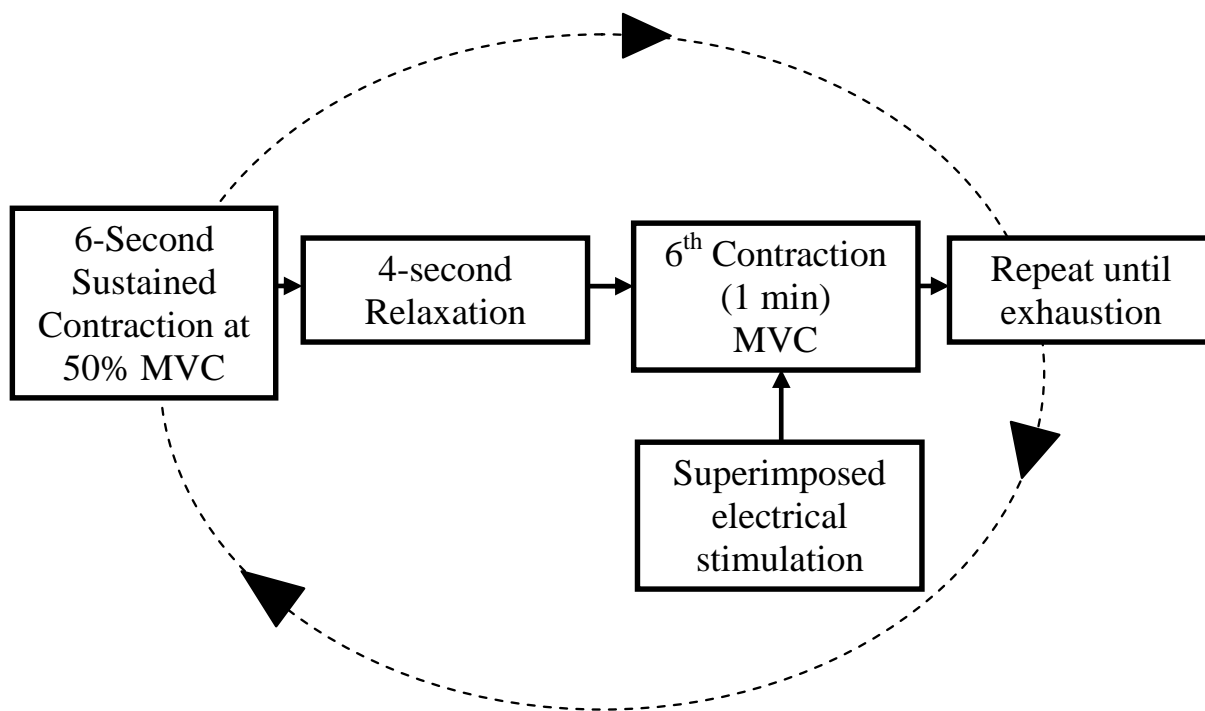 6-Second
Sustained
Contraction at
50% MVC
4-second
Relaxation
6th Contraction
(1 min)
MVC
Repeat until
exhaustion
Superimposed
electrical
stimulation